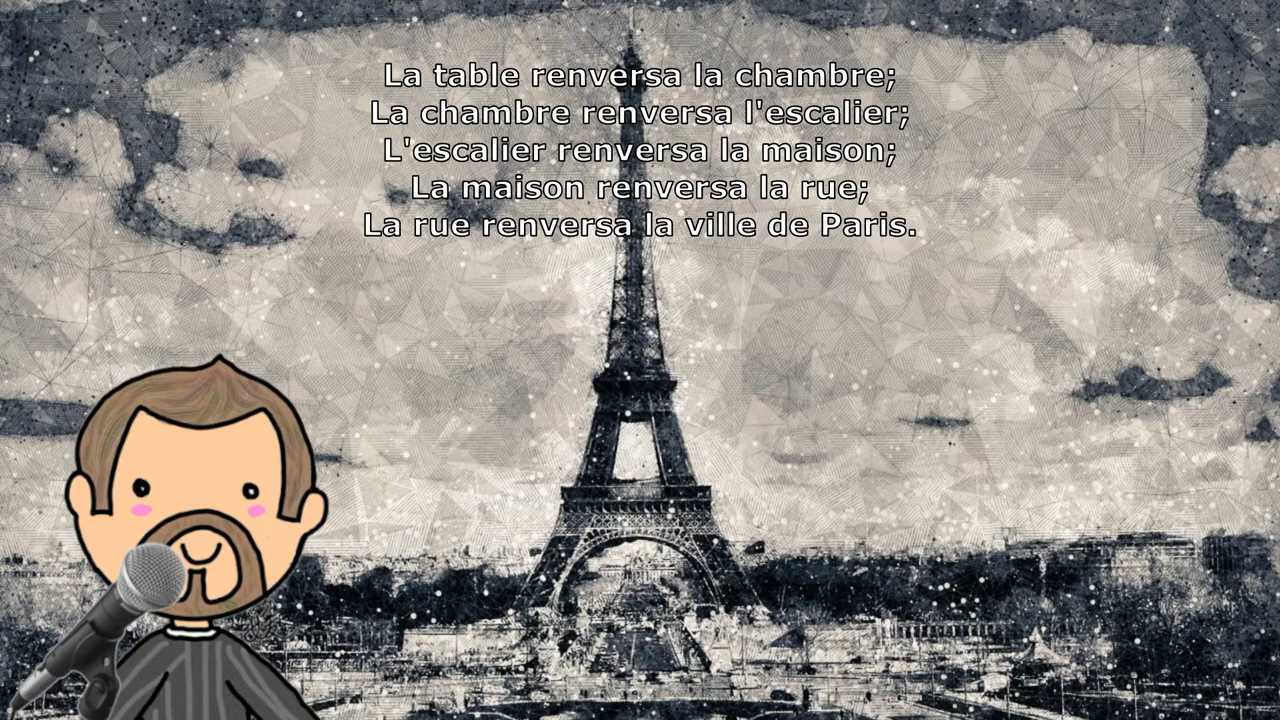 La table renversa la chambre;
La chambre renversa l'escalier;
L'escalier renversa la maison;
La maison renversa la rue;
La rue renversa la ville de Paris.